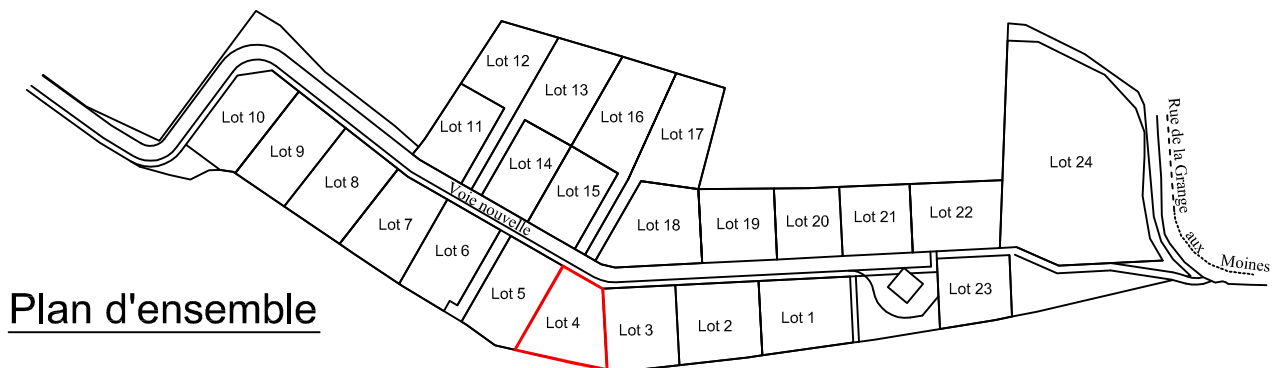 Lot 12
Lot 13
Lot 16
Lot 17
Lot 10
Lot 11
Lot 9
Lot 14
Lot 15
Lot 8
Lot 24
Rue de la Grange
aux
Moines
Voie nouvelle
Lot 7
Lot 18
Lot 19
Lot 20
Lot 21
Lot 22
Lot 6
Lot 5
Lot 23
Plan d'ensemble
Lot 4
Lot 3
Lot 2
Lot 1